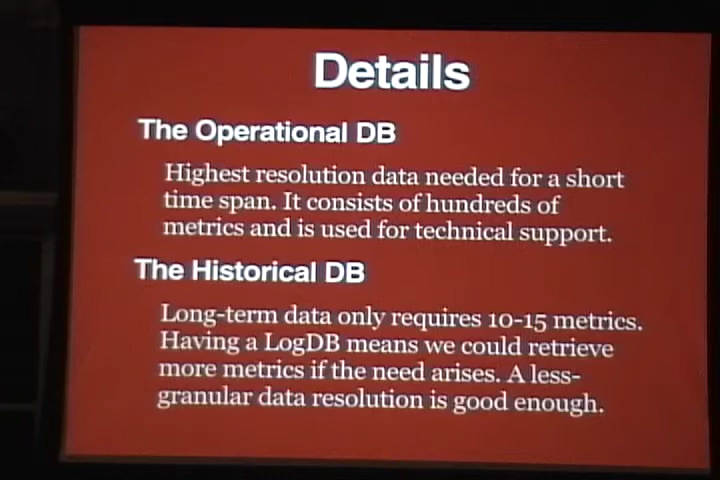 Details
The Operational DB
Highest resolution data needed for a short
time span. It consists of hundreds of
metrics and is used for technical support.
The Historical DB
Long-term data only requires 10-15 metrics.
Having a LogDB means we could retrieve
more metrics if the need arises. A less-
granular data resolution is good enough.